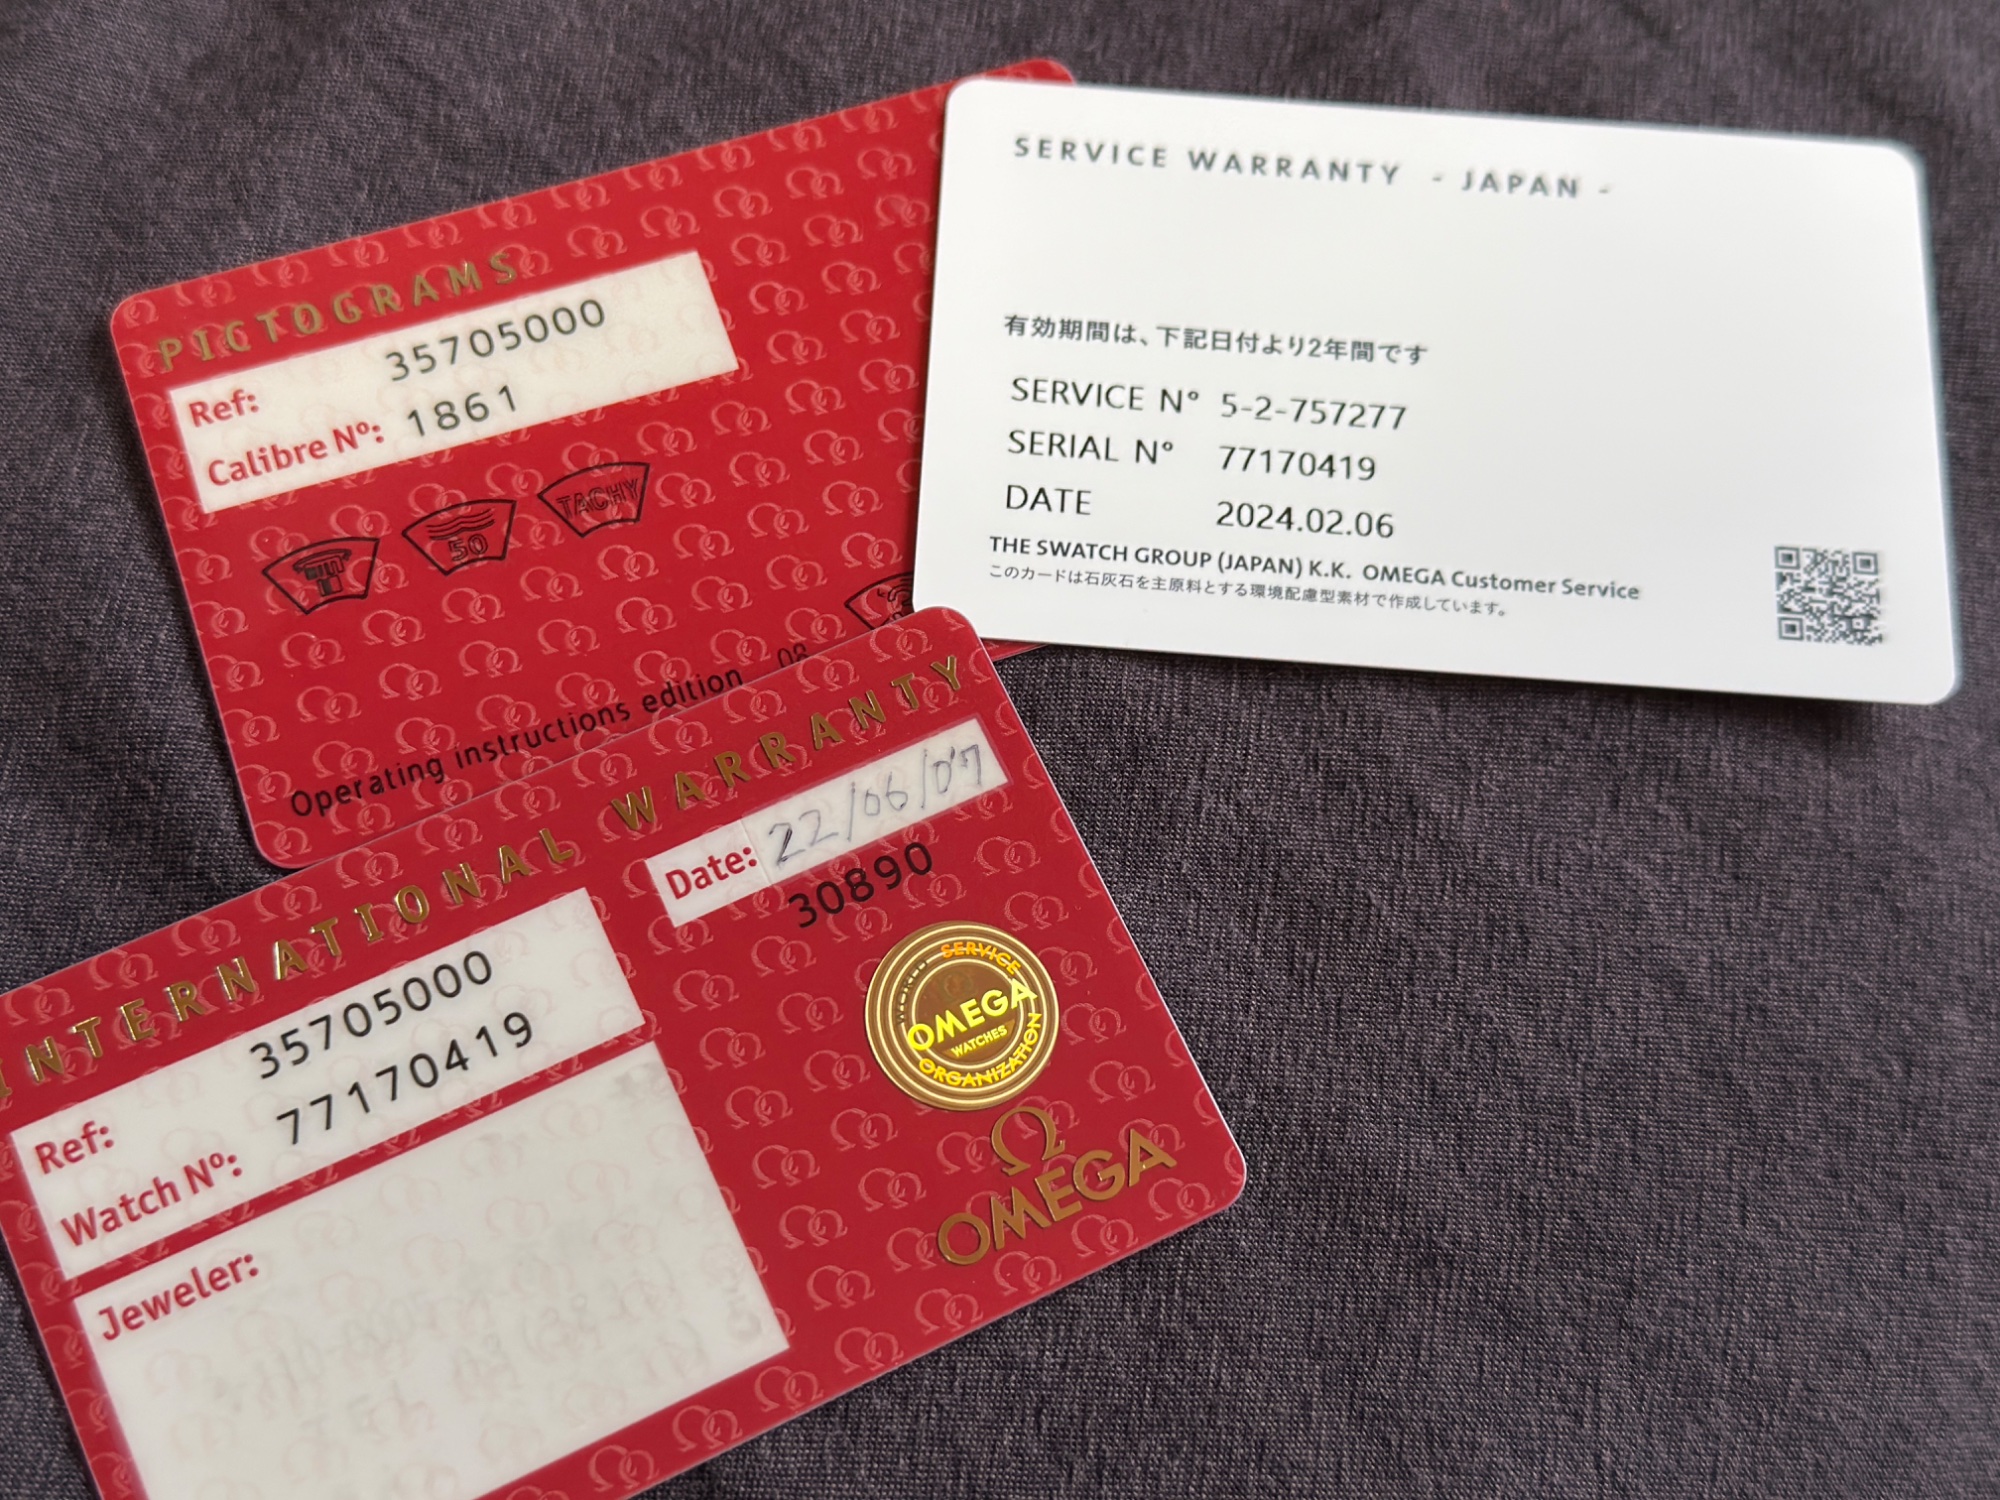 PICTOGRAMS
Ref: 35705000
Calibre Nº: 1861
50
TACHY
Operating instructions edition 06
SERVICE WARRANTY - JAPAN -
有効期間は、下記日付より2年間です
SERVICE N° 5-2-757277
SERIAL N° 77170419
DATE 2024.02.06
THE SWATCH GROUP (JAPAN) K.K. OMEGA Customer Service
このカードは石灰石を主原料とする環境配慮型素材で作成しています。
INTERNATIONAL WARRANTY
Date: 22/06/07
30890
Ref: 35705000
Watch Nº: 77170419
Jeweler:
WORLD SERVICE
OMEGA
WATCHES
ORGANIZATION
Ω
OMEGA